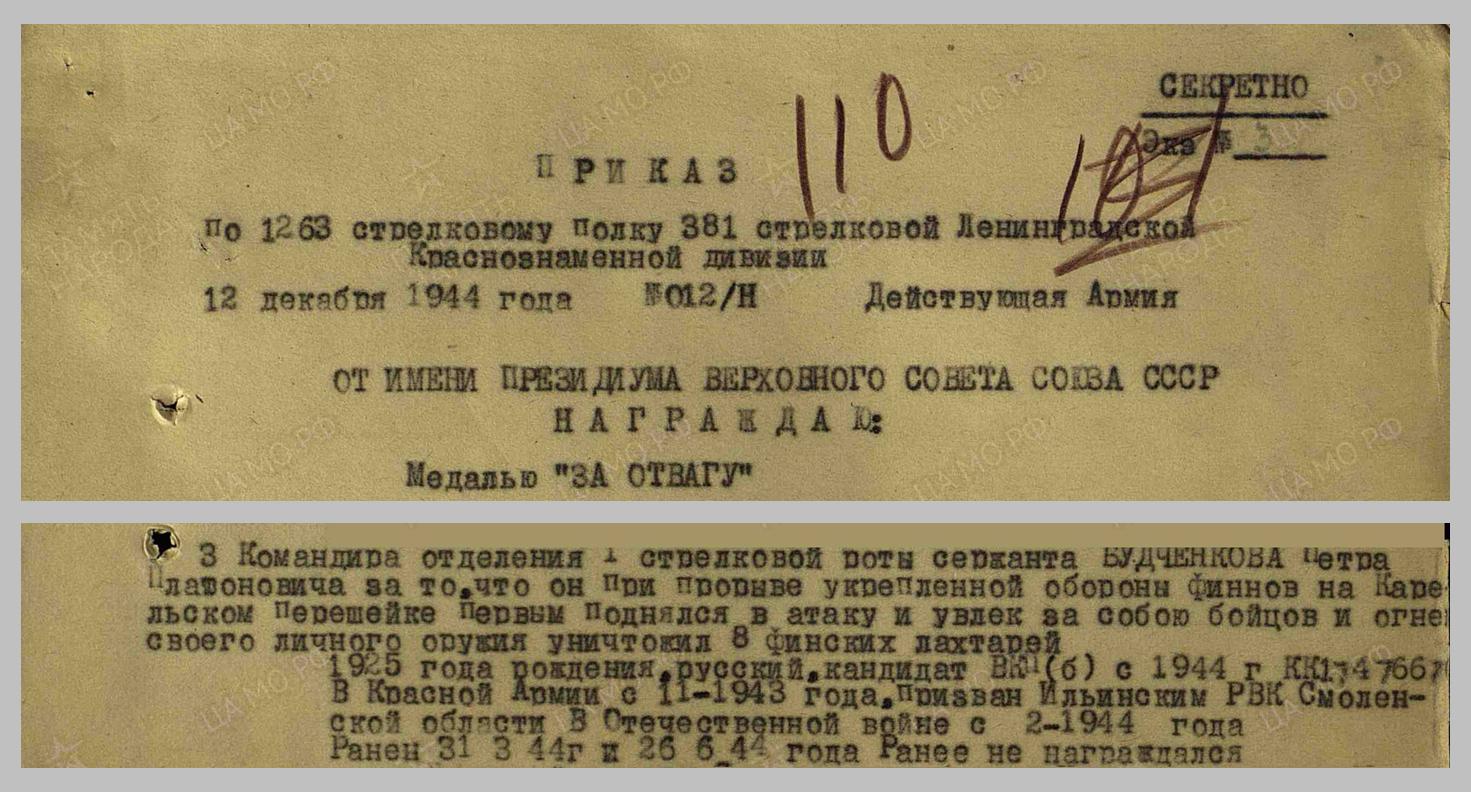 СЕКРЕТНО
Экз № 3
110
ПРИКАЗ
по 1263 стрелковому полку 381 стрелковой Ленинградской
Краснознаменной дивизии
12 декабря 1944 года №012/Н Действующая Армия
ОТ ИМЕНИ ПРЕЗИДИУМА ВЕРХОВНОГО СОВЕТА СОЮЗА СССР
НАГРАЖДАЮ:
Медалью "ЗА ОТВАГУ"
3 Командира отделения 1 стрелковой роты сержанта БУДЧЕНКОВА Петра
Платоновича за то,что он при прорыве укрепленной обороны финнов на Каре-
льском перешейке первым поднялся в атаку и увлек за собою бойцов и огне
своего личного оружия уничтожил 8 финских лахтарей
1925 года рождения,русский,кандидат ВКП(б) с 1944 г
В Красной Армии с 11-1943 года,призван Ильинским РВК Смолен-
ской области В Отечественной войне с 2-1944 года
Ранен 31 3 44г и 26 6 44 года Ранее не награждался